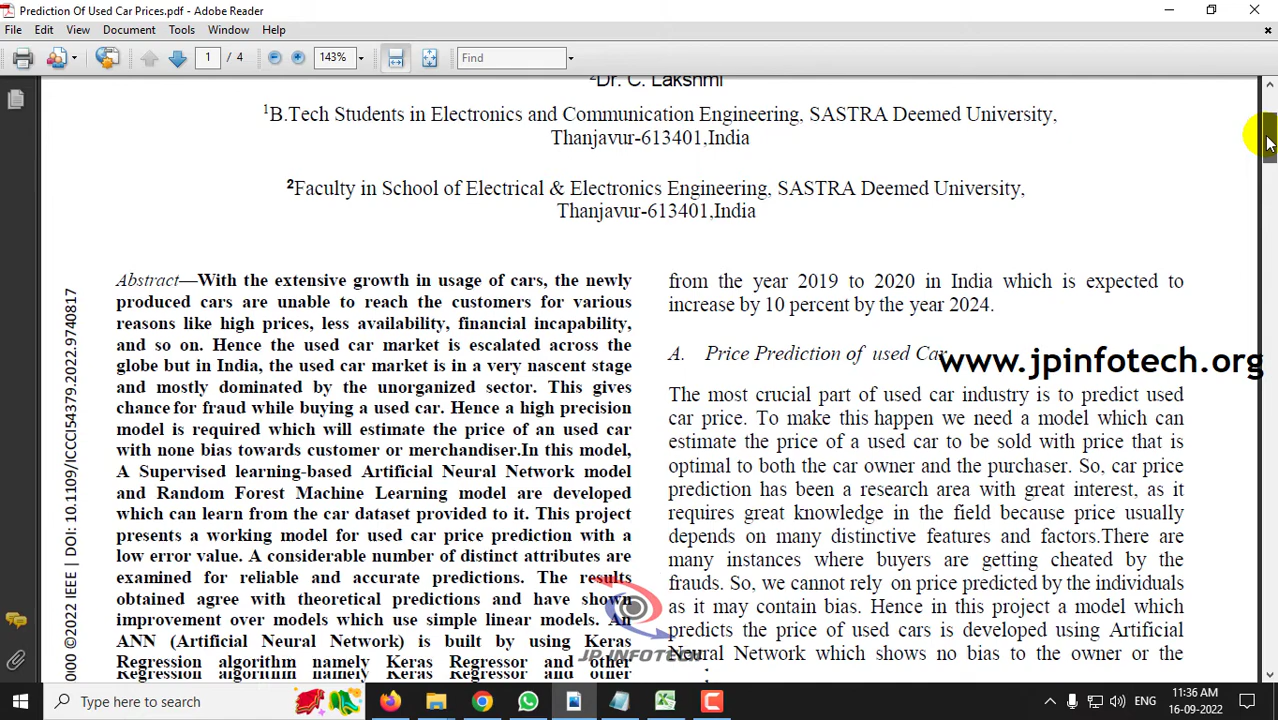 Prediction Of Used Car Prices.pdf - Adobe Reader
File Edit View Document Tools Window Help
1 / 4 143% Find
2Dr. C. Lakshmi
1B.Tech Students in Electronics and Communication Engineering, SASTRA Deemed University,
Thanjavur-613401,India
2Faculty in School of Electrical & Electronics Engineering, SASTRA Deemed University,
Thanjavur-613401,India
Abstract—With the extensive growth in usage of cars, the newly
produced cars are unable to reach the customers for various
reasons like high prices, less availability, financial incapability,
and so on. Hence the used car market is escalated across the
globe but in India, the used car market is in a very nascent stage
and mostly dominated by the unorganized sector. This gives
chance for fraud while buying a used car. Hence a high precision
model is required which will estimate the price of an used car
with none bias towards customer or merchandiser.In this model,
A Supervised learning-based Artificial Neural Network model
and Random Forest Machine Learning model are developed
which can learn from the car dataset provided to it. This project
presents a working model for used car price prediction with a
low error value. A considerable number of distinct attributes are
examined for reliable and accurate predictions. The results
obtained agree with theoretical predictions and have shown
improvement over models which use simple linear models. An
ANN (Artificial Neural Network) is built by using Keras
Regression algorithm namely Keras Regressor and other
from the year 2019 to 2020 in India which is expected to
increase by 10 percent by the year 2024.
A. Price Prediction of used Car
The most crucial part of used car industry is to predict used
car price. To make this happen we need a model which can
estimate the price of a used car to be sold with price that is
optimal to both the car owner and the purchaser. So, car price
prediction has been a research area with great interest, as it
requires great knowledge in the field because price usually
depends on many distinctive features and factors.There are
many instances where buyers are getting cheated by the
frauds. So, we cannot rely on price predicted by the individuals
as it may contain bias. Hence in this project a model which
predicts the price of used cars is developed using Artificial
Neural Network which shows no bias to the owner or the
www.jpinfotech.org
JP INFOTECH
0000 ©2022 IEEE | DOI: 10.1109/ICCCI54379.2022.9740817
Type here to search
ENG
11:36 AM
16-09-2022